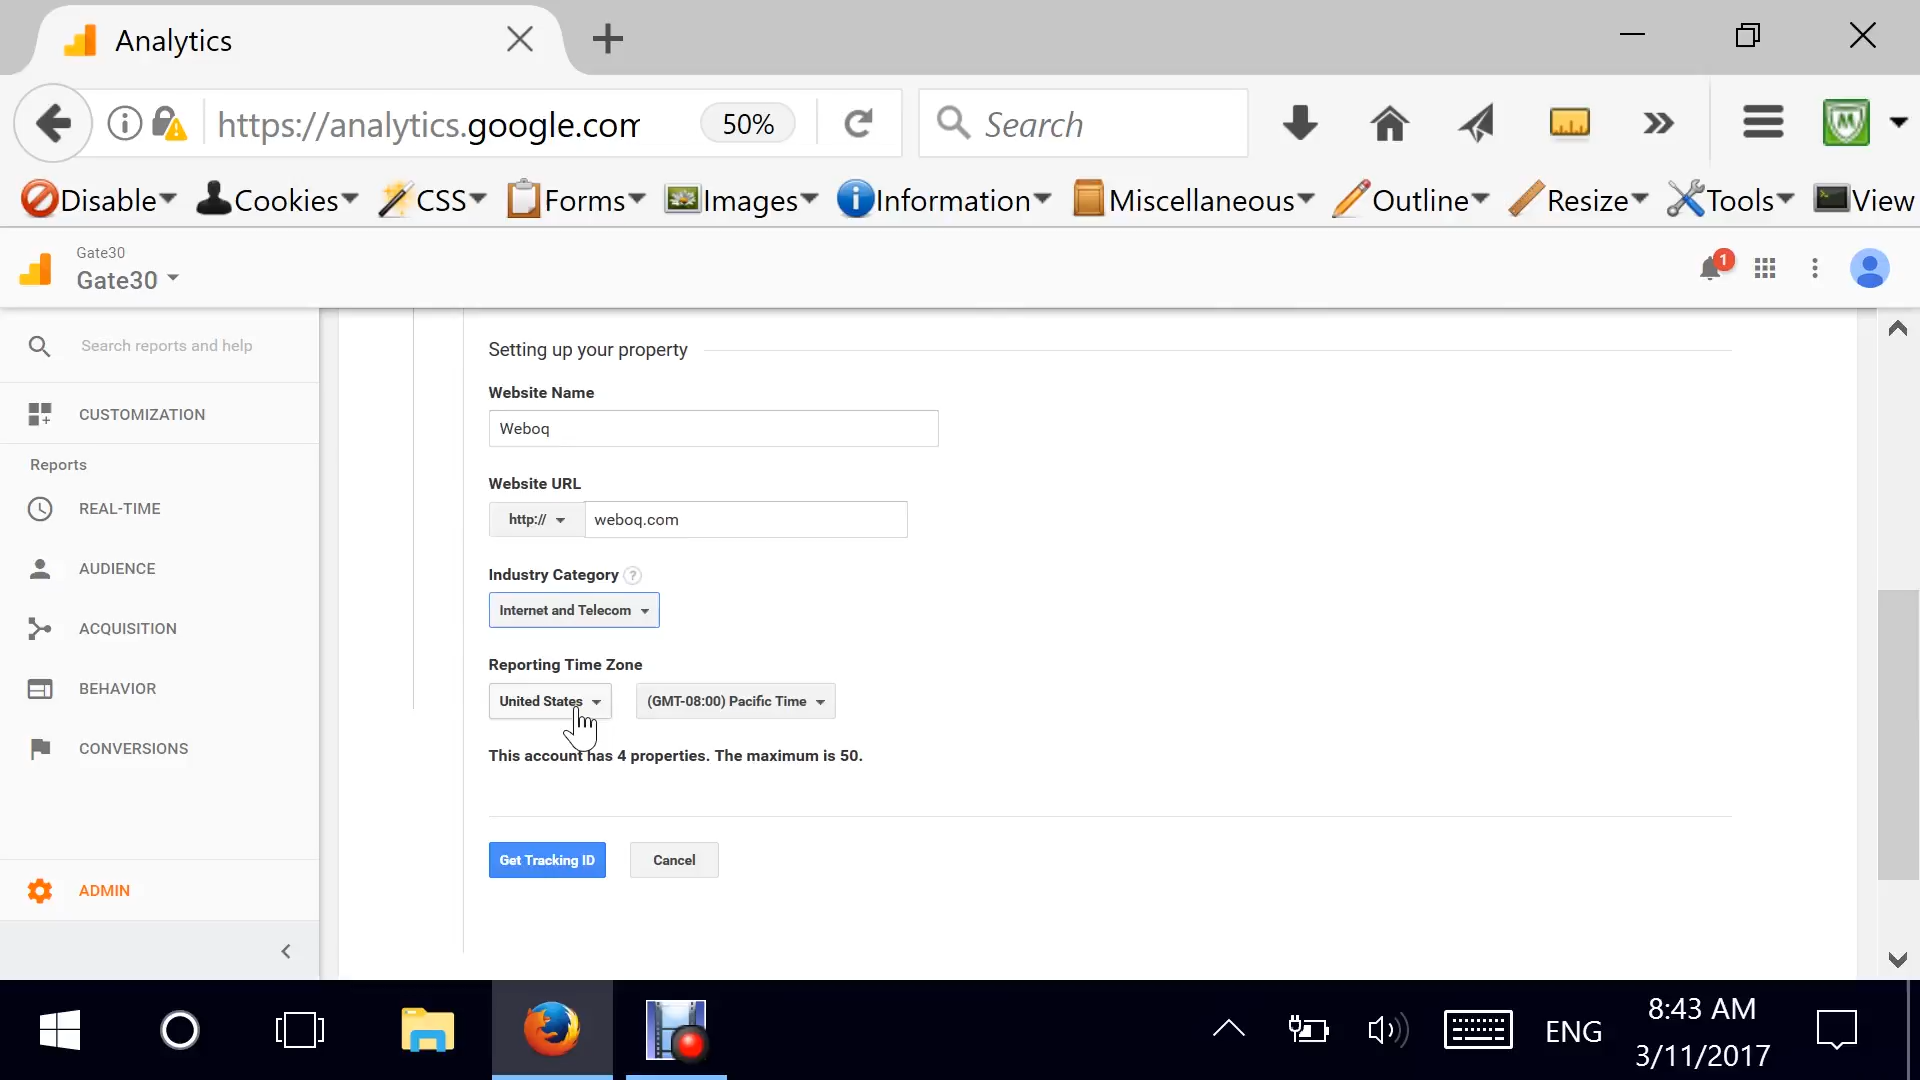 Analytics
https://analytics.google.com
50%
Search
Disable
Cookies
CSS
Forms
Images
Information
Miscellaneous
Outline
Resize
Tools
View
Gate30
Gate30
1
Search reports and help
CUSTOMIZATION
Reports
REAL-TIME
AUDIENCE
ACQUISITION
BEHAVIOR
CONVERSIONS
ADMIN
Setting up your property
Website Name
Weboq
Website URL
http://
weboq.com
Industry Category ?
Internet and Telecom
Reporting Time Zone
United States
(GMT-08:00) Pacific Time
This account has 4 properties. The maximum is 50.
Get Tracking ID
Cancel
ENG
8:43 AM
3/11/2017